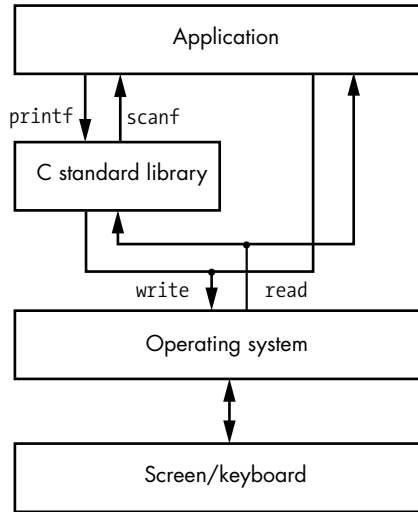 Application
printf scanf
C standard library
write read
Operating system
Screen/keyboard